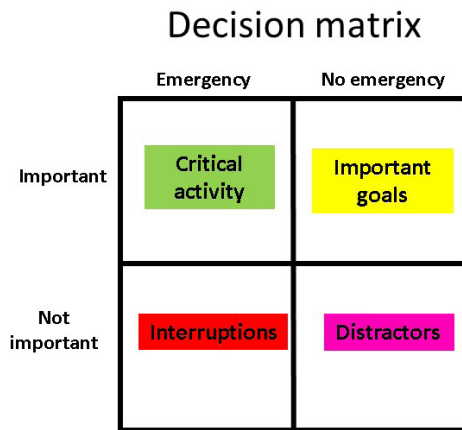 Decision matrix
Emergency
No emergency
Important
Critical
activity
Important
goals
Not
important
Interruptions
Distractors